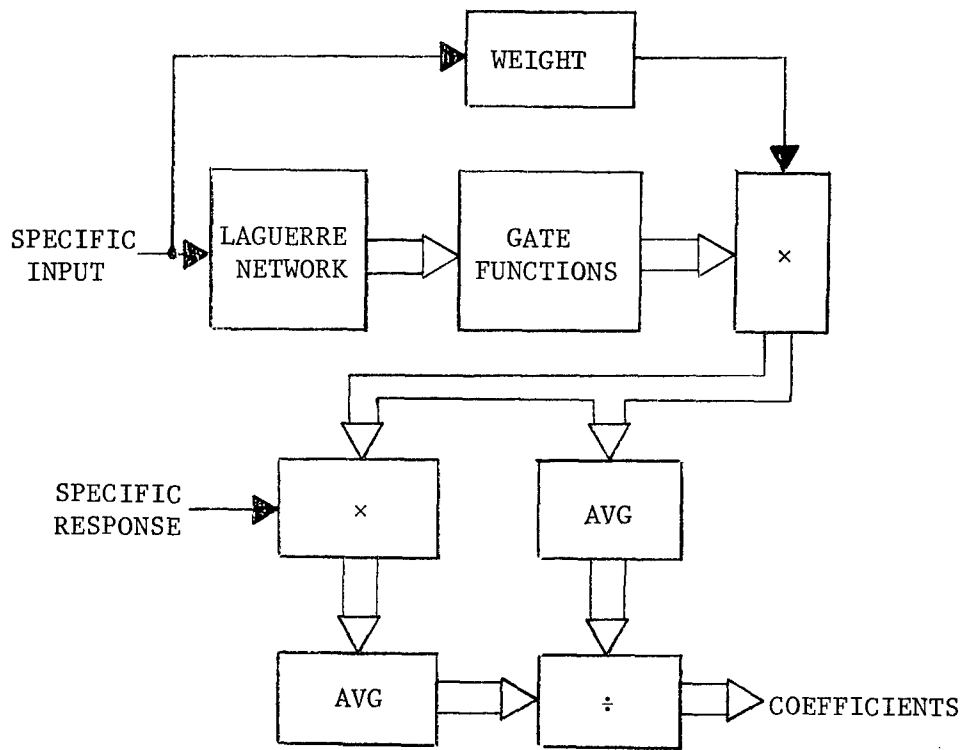 WEIGHT
SPECIFIC
INPUT
LAGUERRE
NETWORK
GATE
FUNCTIONS
×
SPECIFIC
RESPONSE
×
AVG
AVG
÷
COEFFICIENTS